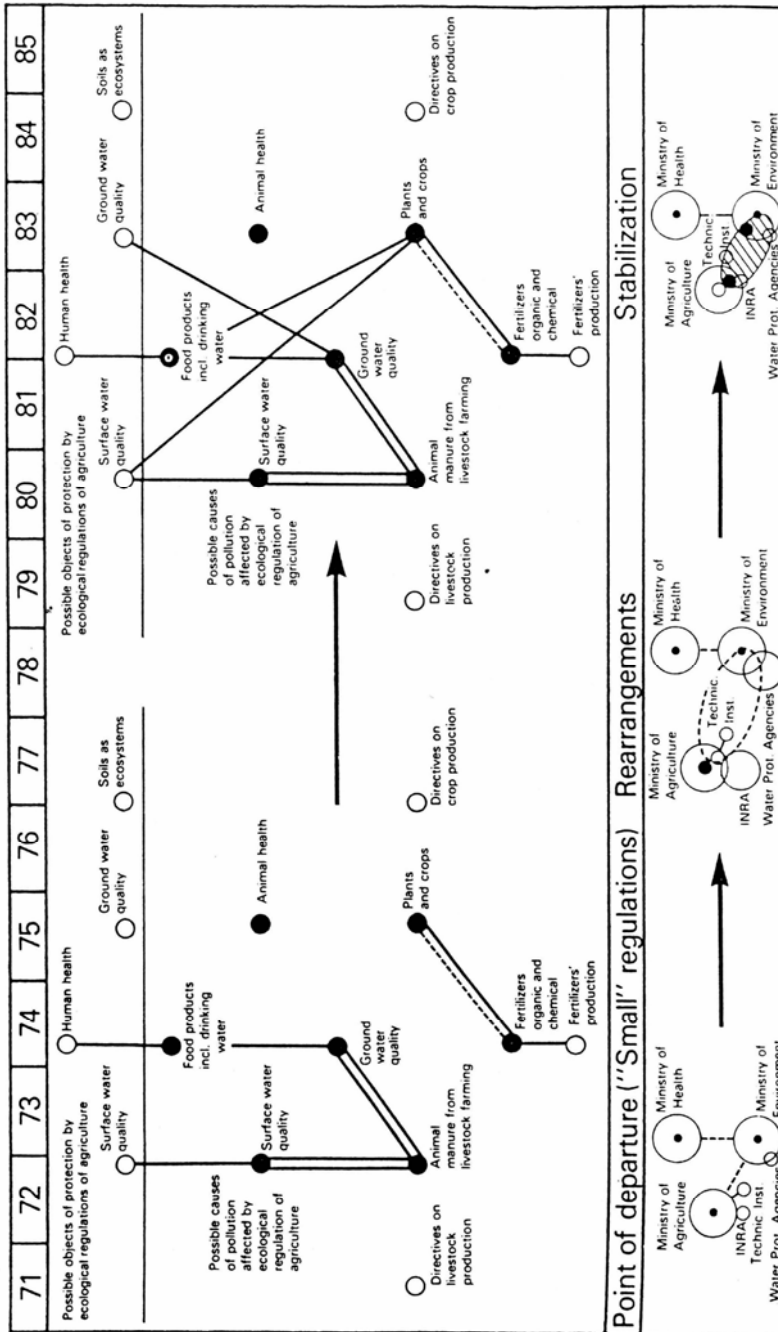 71 72 73 74 75 76 77 78 79 80 81 82 83 84 85
Possible objects of protection by
ecological regulations of agriculture
Human health
Surface water
quality
Ground water
quality
Soils as
ecosystems
Food products
incl. drinking
water
Possible causes
of pollution
affected by
ecological
regulation of
agriculture
Surface water
quality
Animal health
Ground water
quality
Directives on
livestock
production
Animal
manure from
livestock farming
Plants
and crops
Directives on
crop production
Fertilizers
organic and
chemical
Fertilizers'
production
Possible objects of protection by
ecological regulations of agriculture
Human health
Surface water
quality
Ground water
quality
Soils as
ecosystems
Food products
incl. drinking
water
Possible causes
of pollution
affected by
ecological
regulation of
agriculture
Surface water
quality
Animal health
Ground water
quality
Directives on
livestock
production
Animal
manure from
livestock farming
Plants
and crops
Directives on
crop production
Fertilizers
organic and
chemical
Fertilizers'
production
Point of departure ("Small" regulations) Rearrangements Stabilization
Ministry of
Agriculture
Ministry of
Health
INRA
Technic Inst.
Water Prot. Agencies
Ministry of
Environment
Ministry of
Agriculture
Ministry of
Health
Technic.
Inst.
INRA
Water Prot. Agencies
Ministry of
Environment
Ministry of
Agriculture
Ministry of
Health
Technic.
Inst
INRA
Water Prot. Agencies
Ministry of
Environment